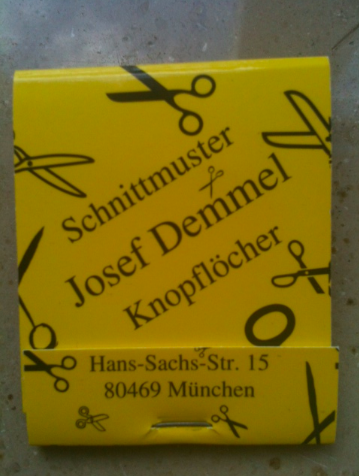 Schnittmuster
Josef Demmel
Knopflöcher
Hans-Sachs-Str. 15
80469 München